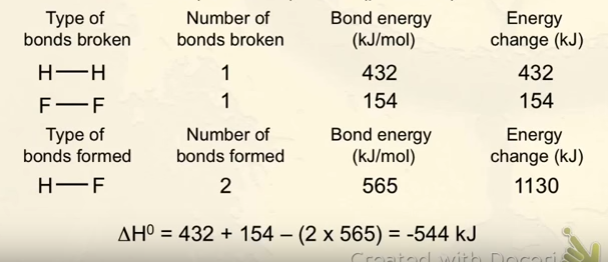 Type of Number of Bond energy Energy
bonds broken bonds broken (kJ/mol) change (kJ)
H—H 1 432 432
F—F 1 154 154
Type of Number of Bond energy Energy
bonds formed bonds formed (kJ/mol) change (kJ)
H—F 2 565 1130
ΔH⁰ = 432 + 154 – (2 x 565) = -544 kJ
Created with